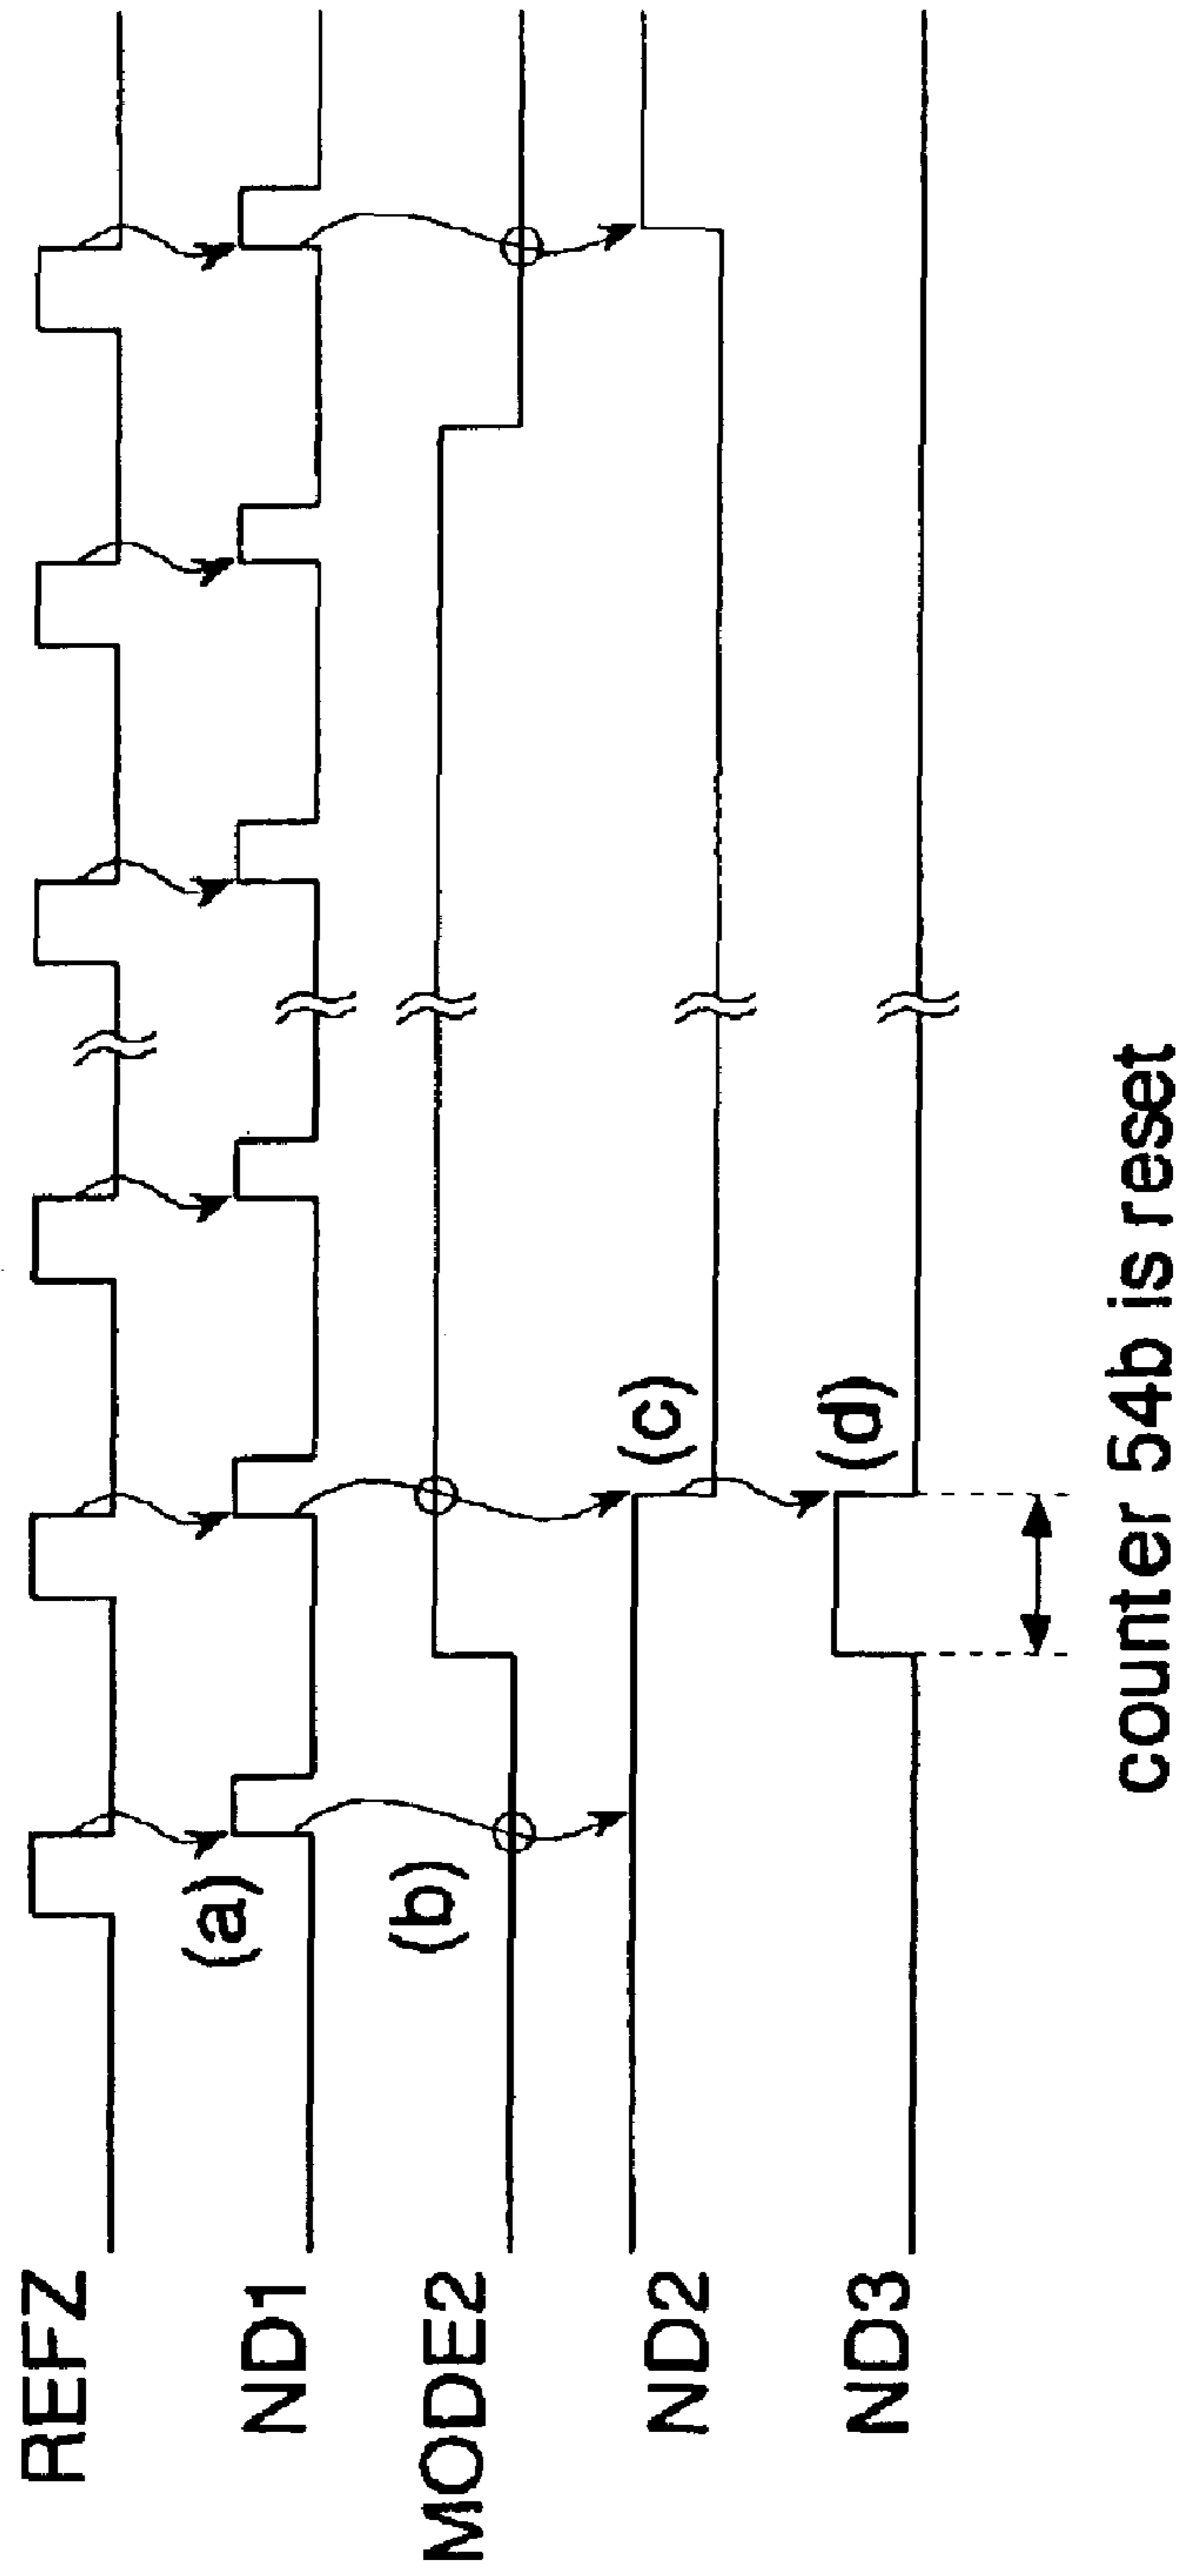 REFZ
ND1
(a)
MODE2
(b)
ND2
(c)
ND3
(d)
counter 54b is reset